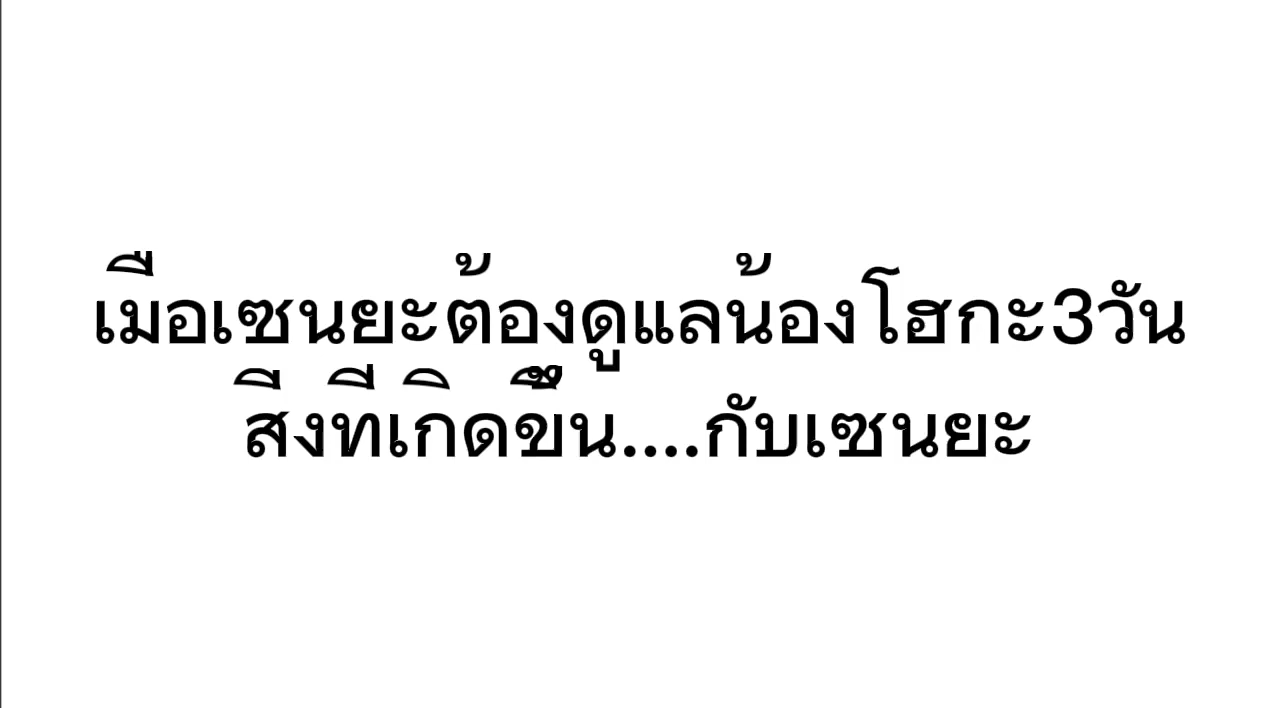 เมื่อเซนยะต้องดูแลน้องโฮกะ3วัน
สิ่งที่เกิดขึ้น....กับเซนยะ